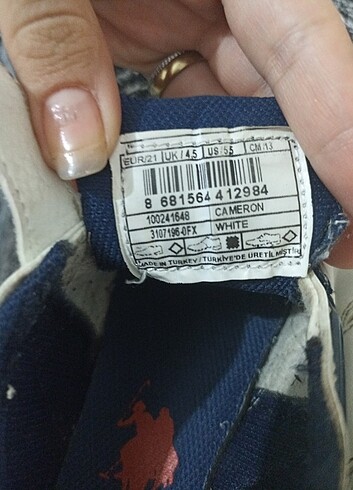 EUR/21 UK/4,5 US/5,5 CM/13
8 681564 412984
100241648 CAMERON
3107196-0FX WHITE
MADE IN TURKEY / TÜRKİYE'DE ÜRETİLMİŞTİR